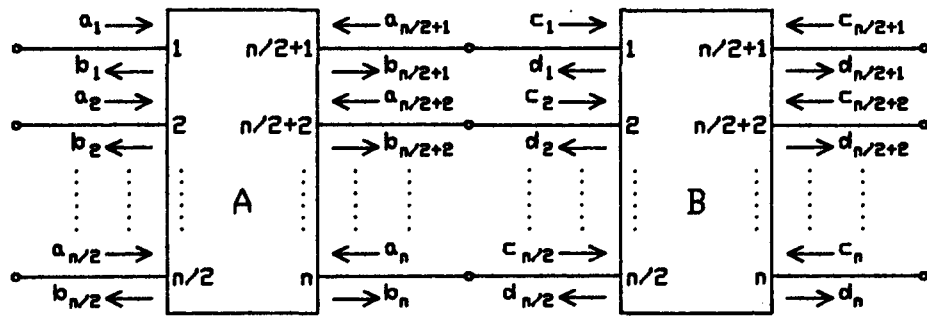 a₁ aₙ/₂₊₁ c₁ cₙ/₂₊₁
1 n/2+1 1 n/2+1
b₁ bₙ/₂₊₁ d₁ dₙ/₂₊₁
a₂ aₙ/₂₊₂ c₂ cₙ/₂₊₂
2 n/2+2 2 n/2+2
b₂ bₙ/₂₊₂ d₂ dₙ/₂₊₂
A B
aₙ/₂ aₙ cₙ/₂ cₙ
n/2 n n/2 n
bₙ/₂ bₙ dₙ/₂ dₙ